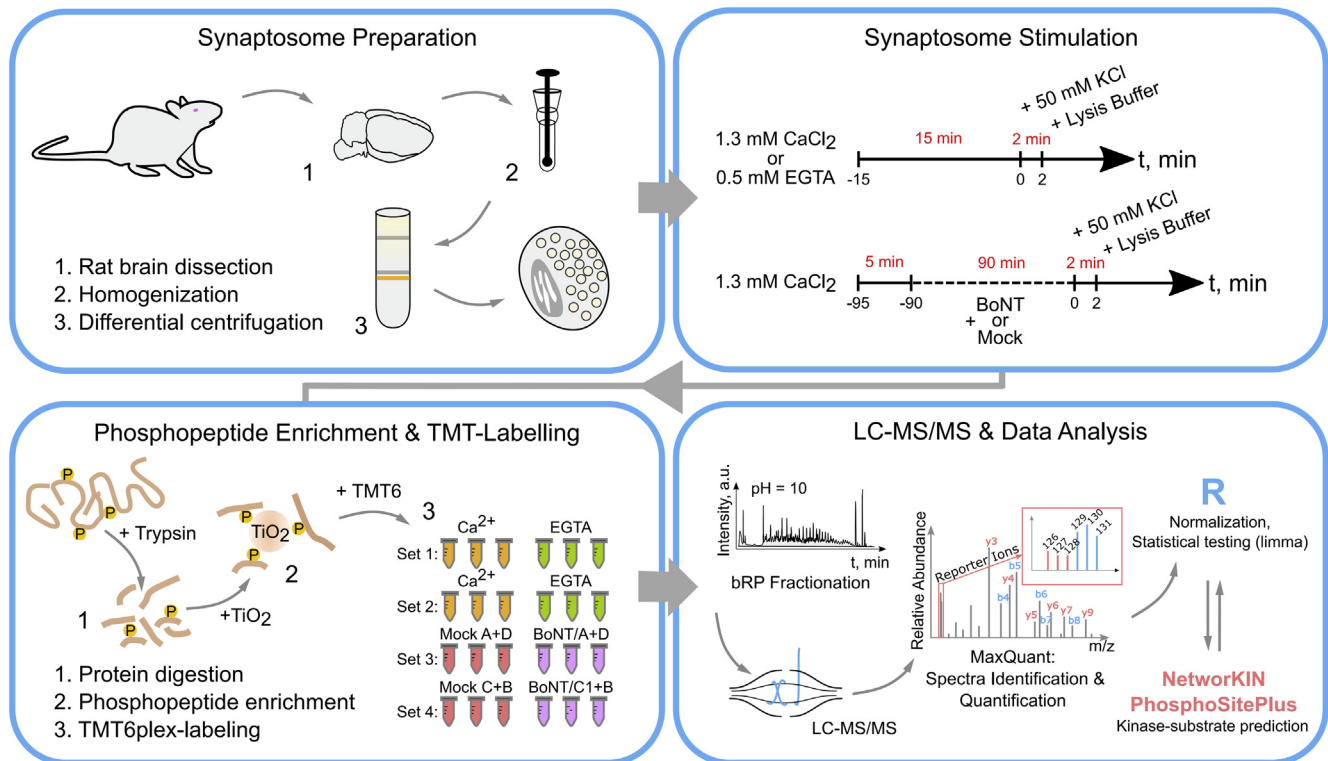 Synaptosome Preparation
1
2
3
1. Rat brain dissection
2. Homogenization
3. Differential centrifugation
Synaptosome Stimulation
+ 50 mM KCl
+ Lysis Buffer
1.3 mM CaCl2
or
0.5 mM EGTA
15 min
2 min
t, min
-15
0
2
+ 50 mM KCl
+ Lysis Buffer
1.3 mM CaCl2
5 min
90 min
2 min
t, min
-95
-90
0
2
+
BoNT
or
Mock
Phosphopeptide Enrichment & TMT-Labelling
P
P
P
P
+ Trypsin
P
P
P
TiO2
+ TMT6
2
1
P
P
P
+TiO2
3
Ca2+
EGTA
Set 1:
Ca2+
EGTA
Set 2:
Mock A+D
BoNT/A+D
Set 3:
Mock C+B
BoNT/C1+B
Set 4:
1. Protein digestion
2. Phosphopeptide enrichment
3. TMT6plex-labeling
LC-MS/MS & Data Analysis
Intensity, a.u.
pH = 10
t, min
bRP Fractionation
LC-MS/MS
Relative Abundance
Reporter Ions
y3
b4
y4
b5
y5
b6
b7
y6
y7
b8
y9
m/z
126
127
128
129
130
131
MaxQuant:
Spectra Identification &
Quantification
R
Normalization,
Statistical testing (limma)
NetworKIN
PhosphoSitePlus
Kinase-substrate prediction